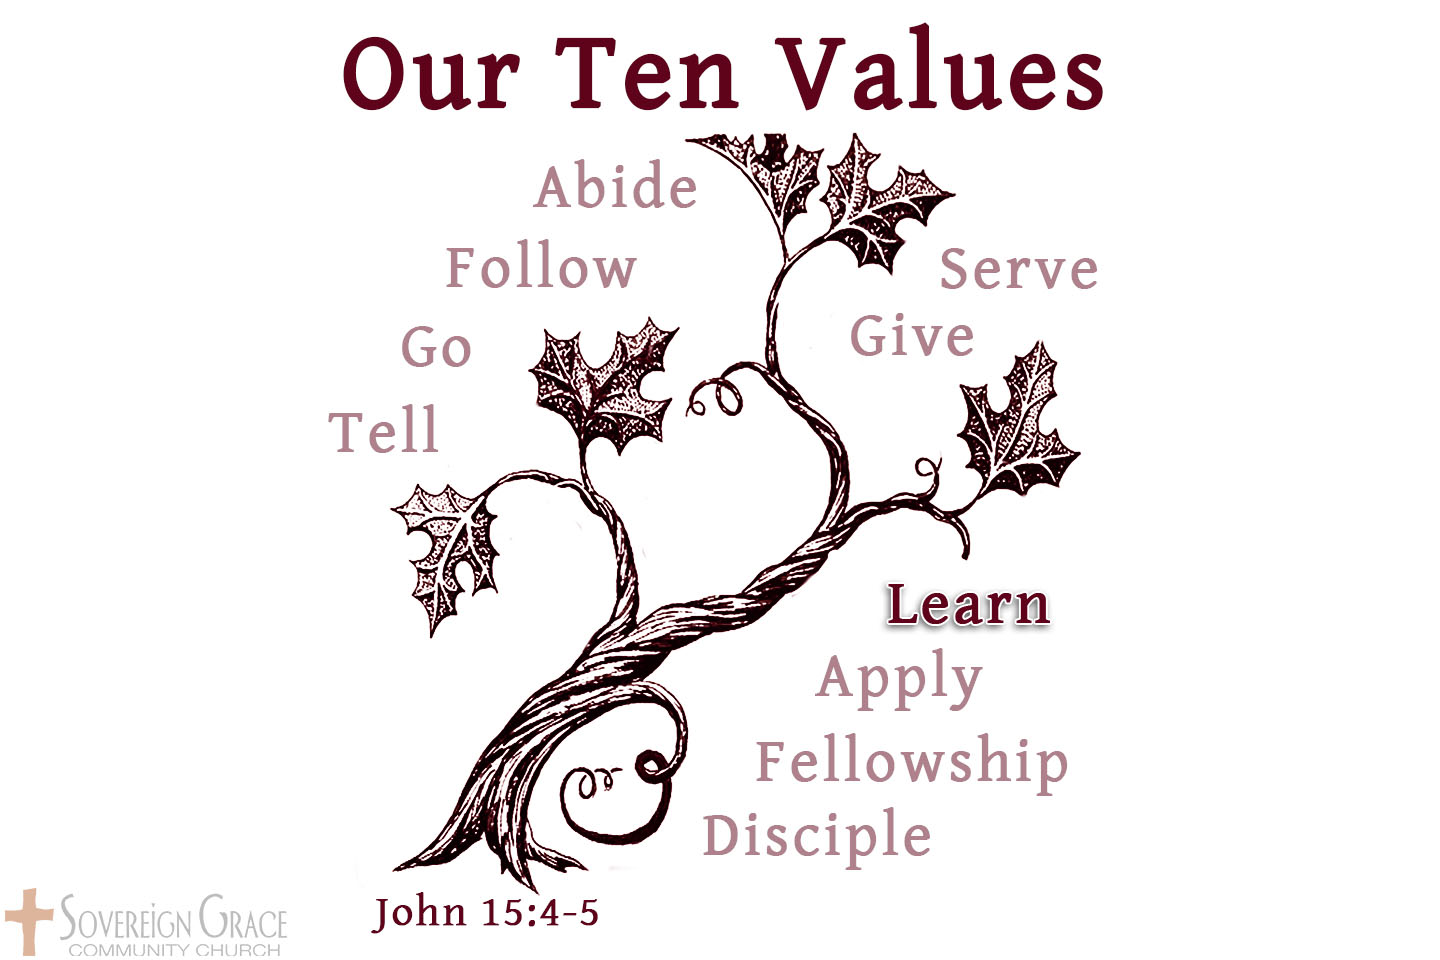 Our Ten Values
Abide
Follow
Go
Tell
Serve
Give
Learn
Apply
Fellowship
Disciple
John 15:4-5
Sovereign Grace
Community Church